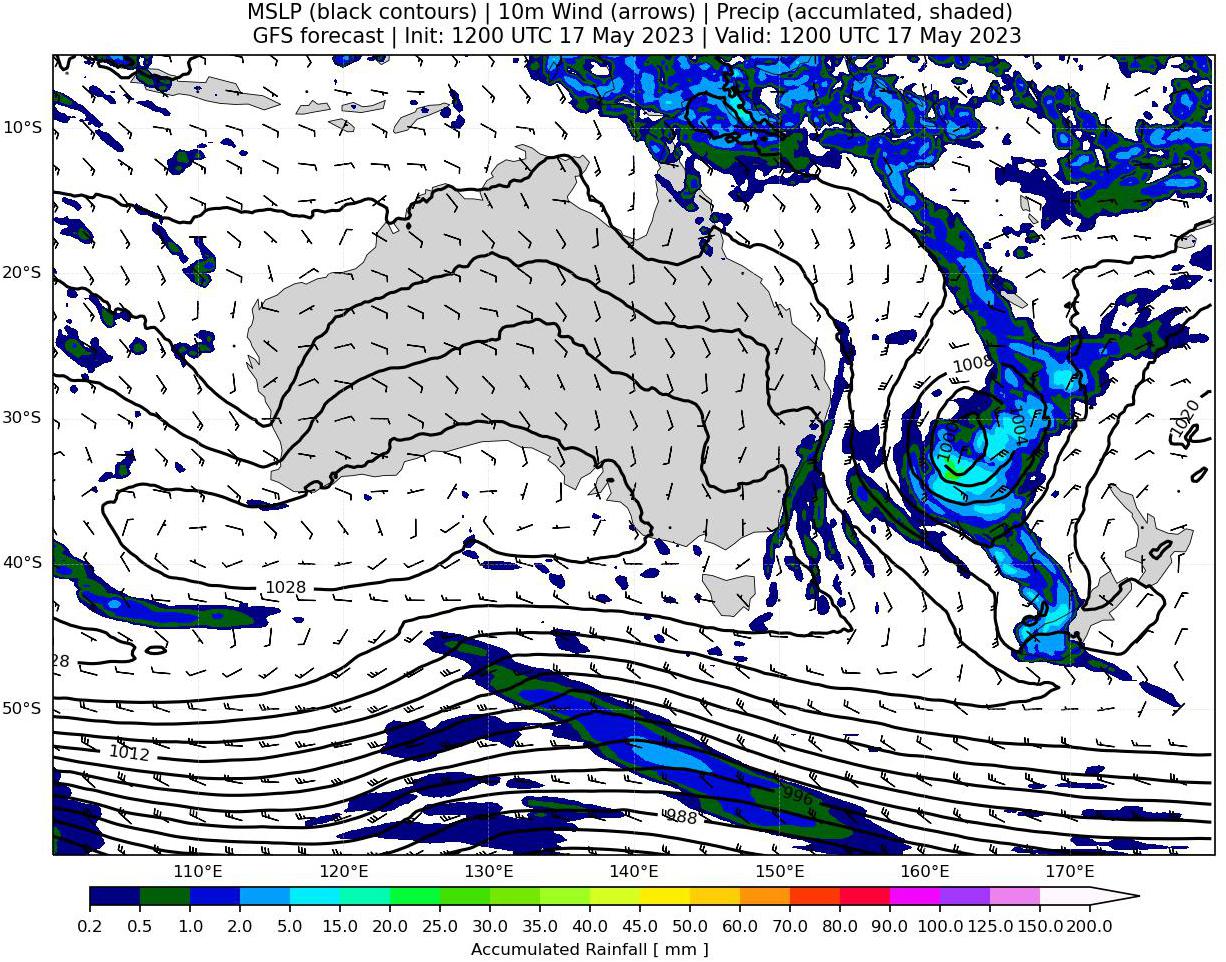 MSLP (black contours) | 10m Wind (arrows) | Precip (accumlated, shaded)
GFS forecast | Init: 1200 UTC 17 May 2023 | Valid: 1200 UTC 17 May 2023
10°S
20°S
1008
30°S
1020
1004
1000
40°S
1028
28
50°S
1012
996
988
110°E 120°E 130°E 140°E 150°E 160°E 170°E
0.2 0.5 1.0 2.0 5.0 10.0 15.0 20.0 25.0 30.0 35.0 40.0 45.0 50.0 60.0 70.0 80.0 90.0 100.0 125.0 150.0 200.0
Accumulated Rainfall [ mm ]